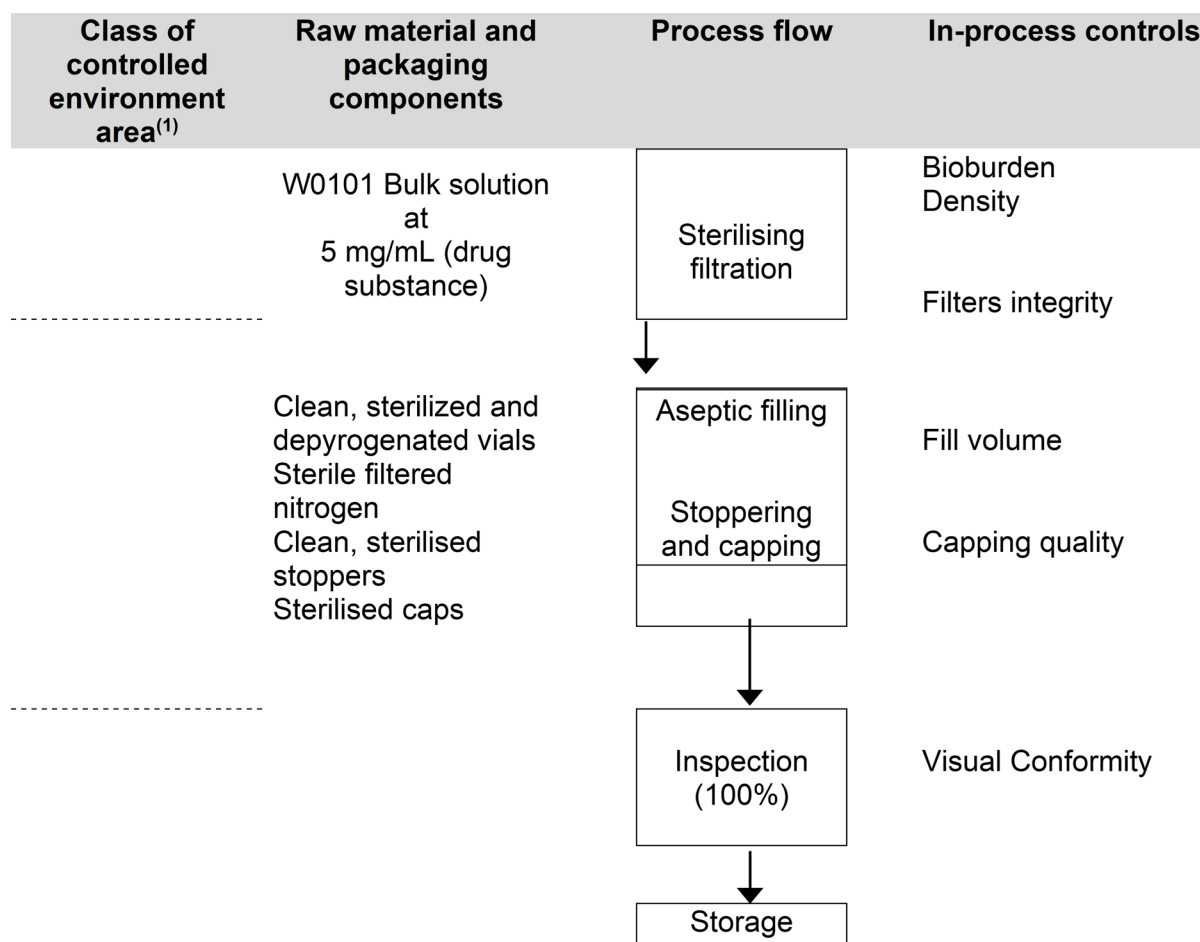 Class of
controlled
environment
area(1)
Raw material and
packaging
components
Process flow
In-process controls
W0101 Bulk solution
at
5 mg/mL (drug
substance)
Sterilising
filtration
Bioburden
Density
Filters integrity
Clean, sterilized and
depyrogenated vials
Sterile filtered
nitrogen
Clean, sterilised
stoppers
Sterilised caps
Aseptic filling
Stoppering
and capping
Fill volume
Capping quality
Inspection
(100%)
Visual Conformity
Storage